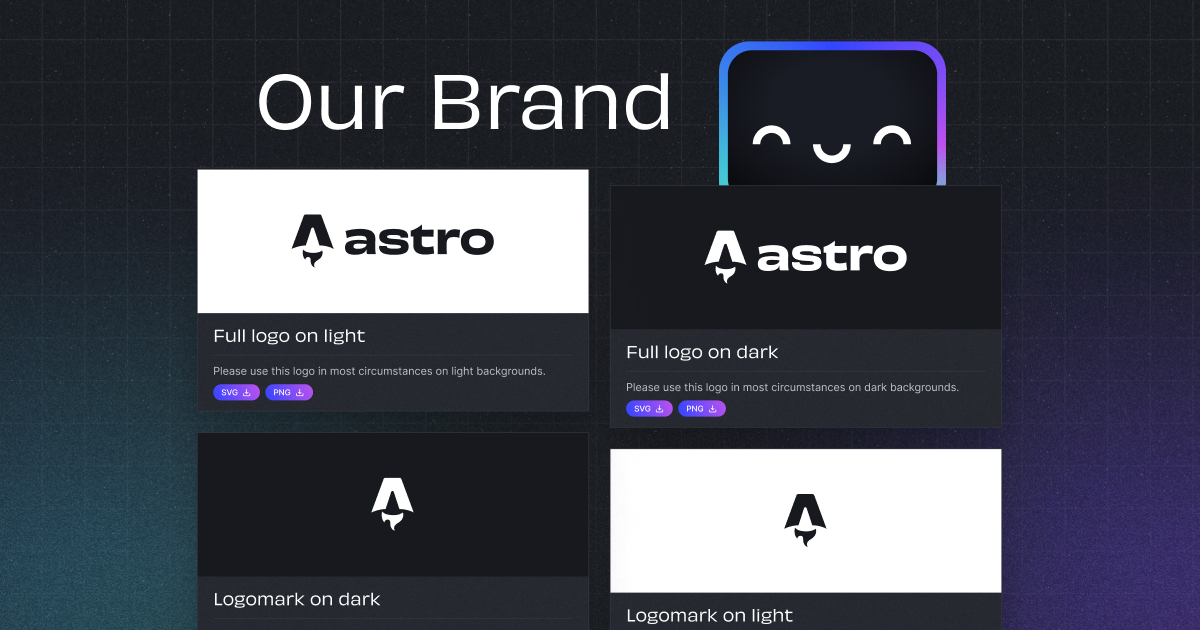 Our Brand
astro
Full logo on light
Please use this logo in most circumstances on light backgrounds.
SVG PNG
astro
Full logo on dark
Please use this logo in most circumstances on dark backgrounds.
SVG PNG
Logomark on dark
Logomark on light